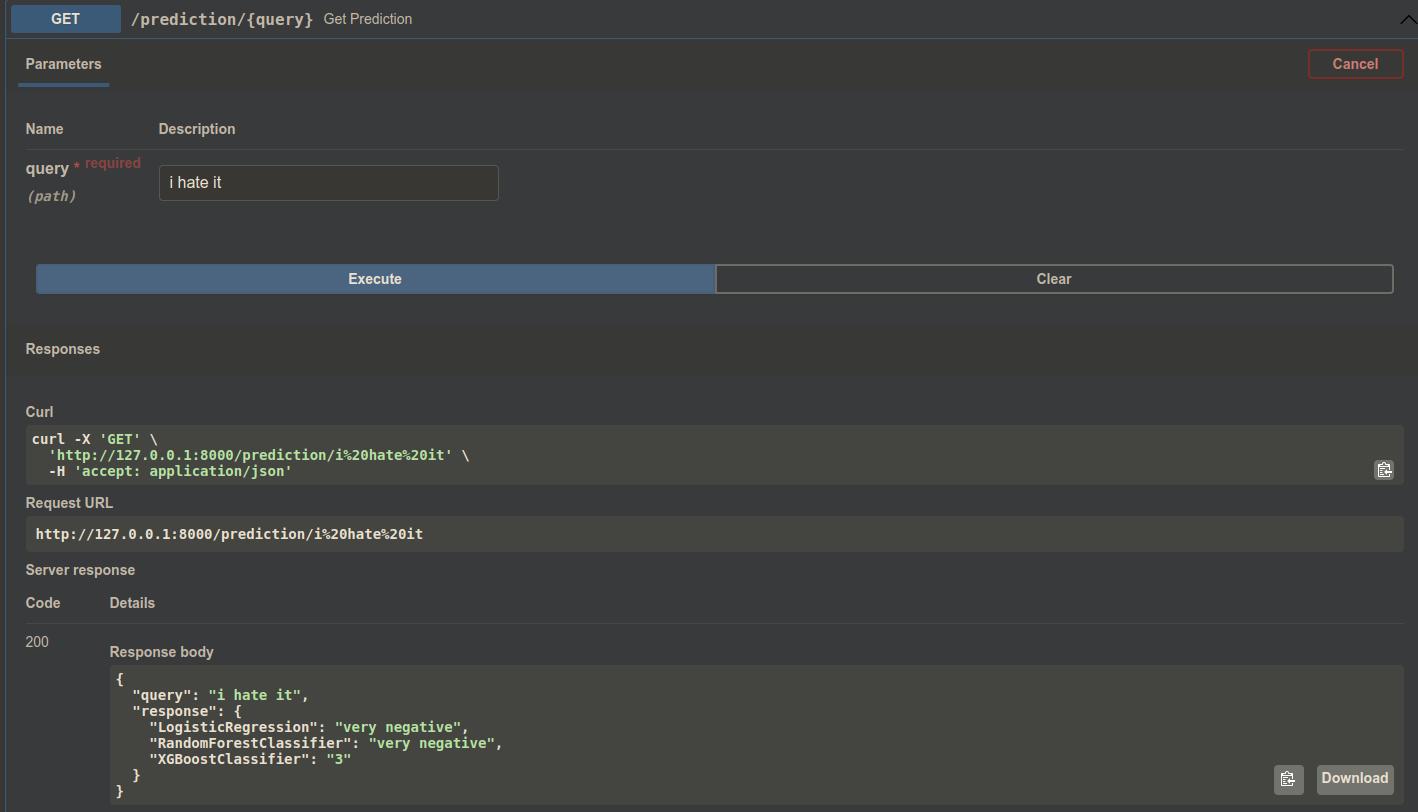 GET /prediction/{query} Get Prediction
Parameters
Cancel
Name Description
query * required
(path)
i hate it
Execute
Clear
Responses
Curl
curl -X 'GET' \
  'http://127.0.0.1:8000/prediction/i%20hate%20it' \
  -H 'accept: application/json'
Request URL
http://127.0.0.1:8000/prediction/i%20hate%20it
Server response
Code Details
200
Response body
{
  "query": "i hate it",
  "response": {
    "LogisticRegression": "very negative",
    "RandomForestClassifier": "very negative",
    "XGBoostClassifier": "3"
  }
}
Download